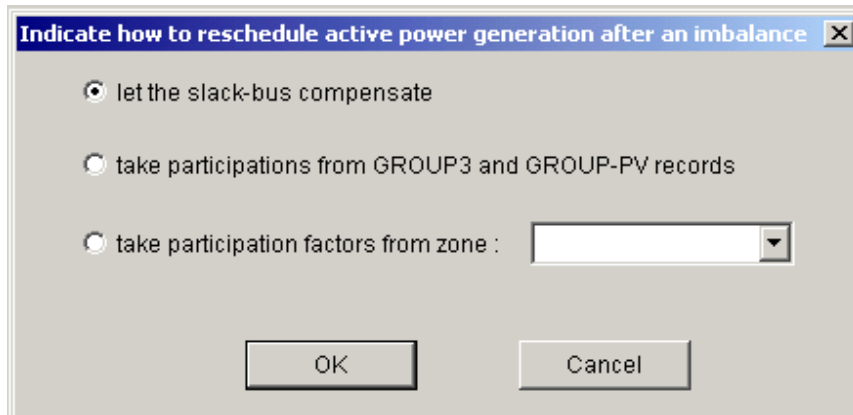 Indicate how to reschedule active power generation after an imbalance
let the slack-bus compensate
take participations from GROUP3 and GROUP-PV records
take participation factors from zone :
OK
Cancel